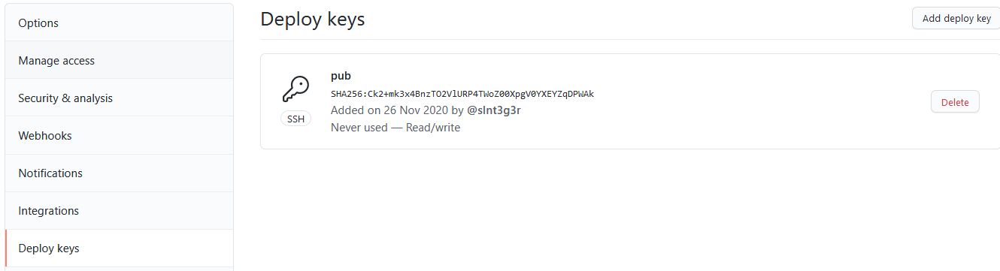 Options
Manage access
Security & analysis
Webhooks
Notifications
Integrations
Deploy keys
Deploy keys
Add deploy key
SSH
pub
SHA256:Ck2+mk3x4BnzTO2VlURP4TWoZ00XpgV0YXEYZqDPWAk
Added on 26 Nov 2020 by @slnt3g3r
Never used — Read/write
Delete